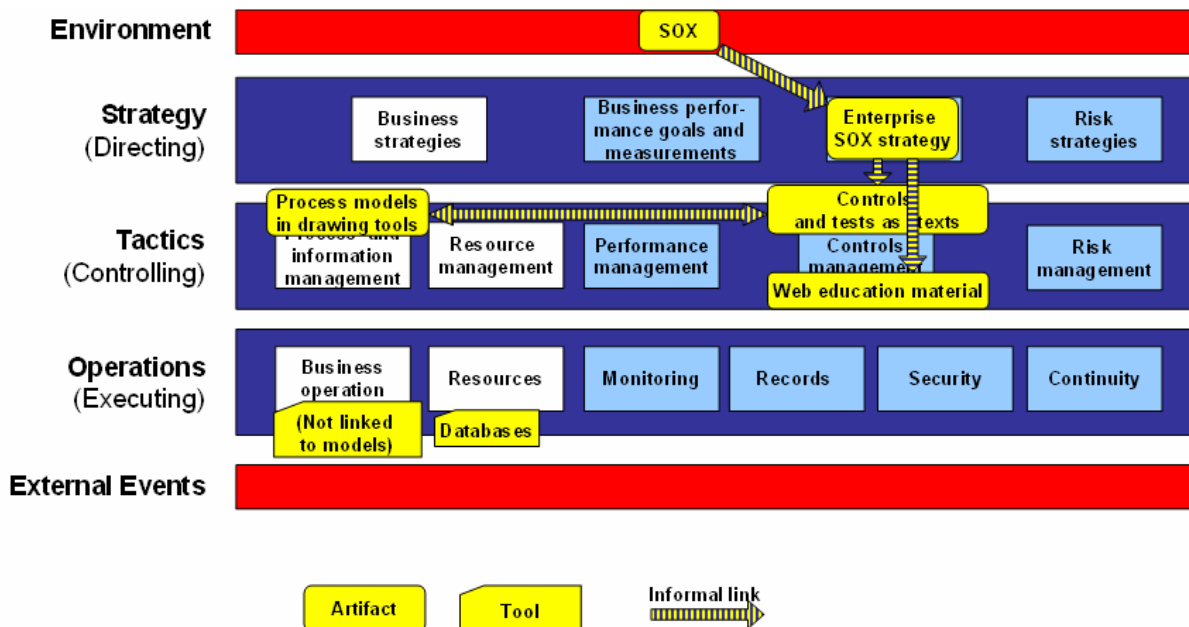 Environment
SOX
Strategy
(Directing)
Business
strategies
Business perfor-
mance goals and
measurements
Enterprise
SOX strategy
Risk
strategies
Tactics
(Controlling)
Process models
in drawing tools
Process and
information
management
Resource
management
Performance
management
Controls
and tests as texts
Controls
management
Web education material
Risk
management
Operations
(Executing)
Business
operation
(Not linked
to models)
Resources
Databases
Monitoring
Records
Security
Continuity
External Events
Artifact
Tool
Informal link